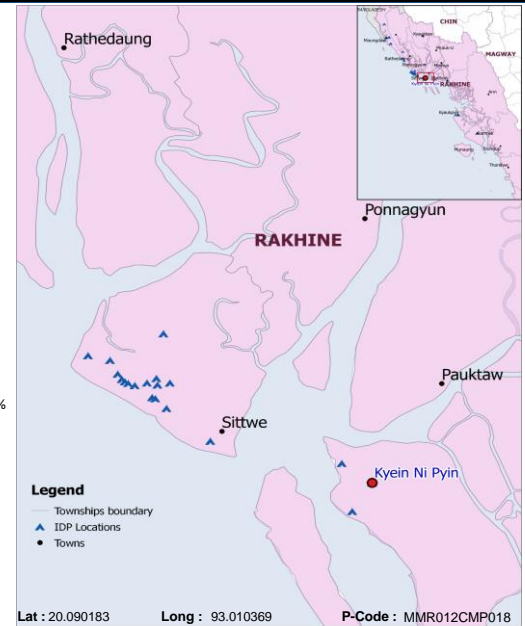 Rathedaung
CHIN
MAGWAY
RAKHINE
Ponnagyun
RAKHINE
Pauktaw
%
Sittwe
Kyein Ni Pyin
Legend
Townships boundary
IDP Locations
Towns
Lat : 20.090183 Long : 93.010369 P-Code : MMR012CMP018